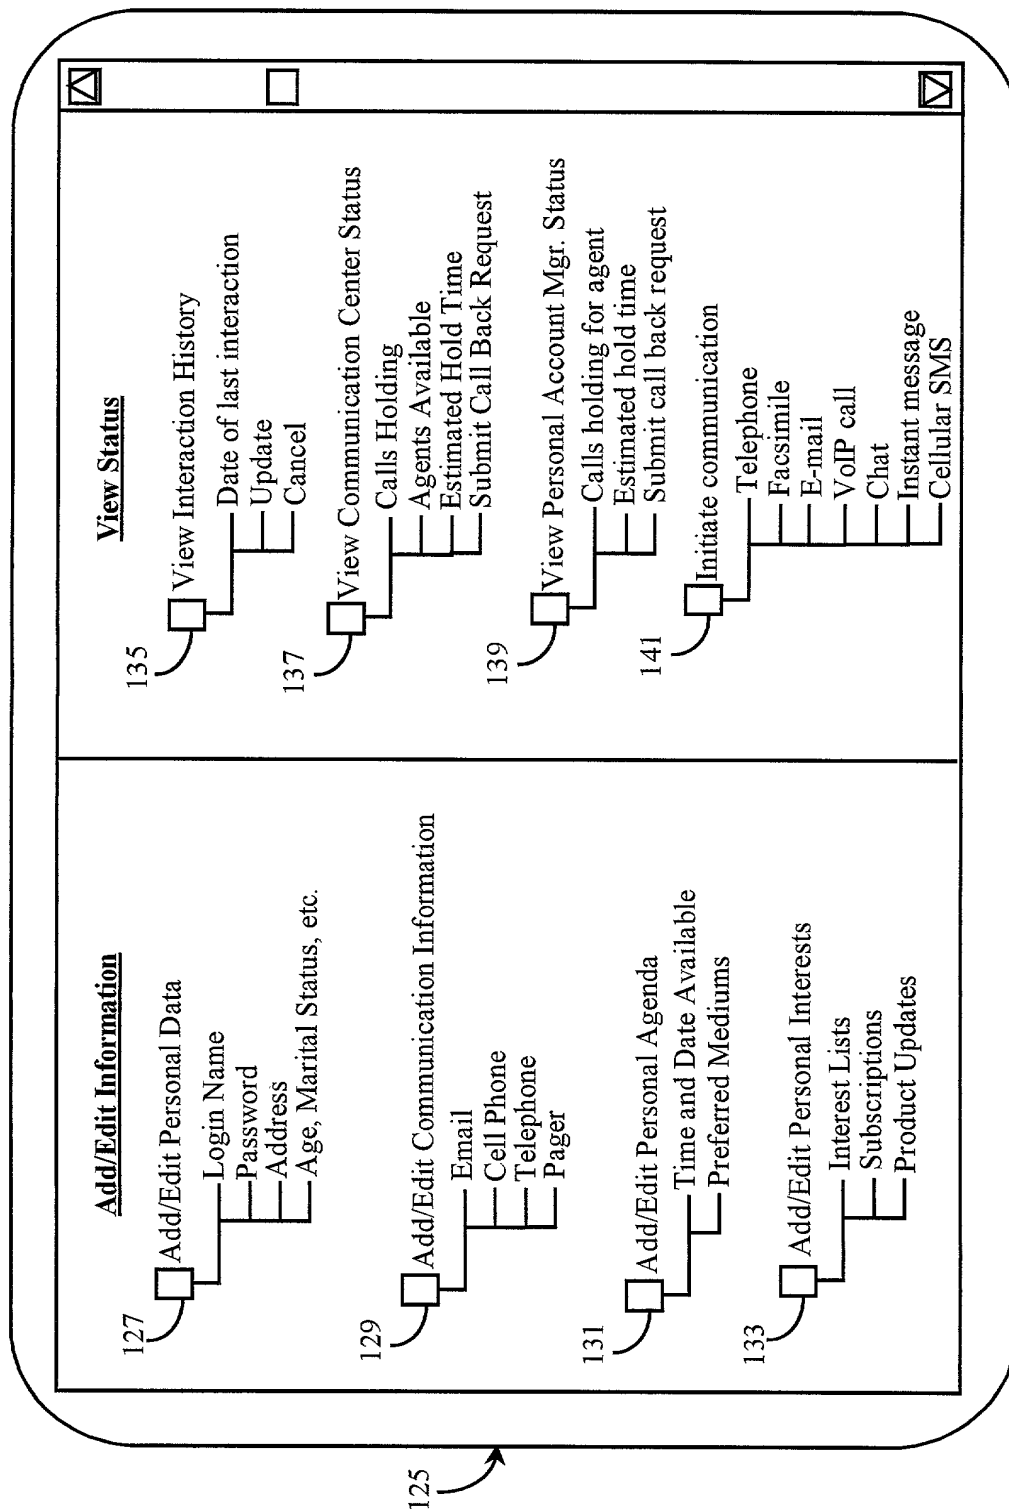 Add/Edit Information
127
Add/Edit Personal Data
Login Name
Password
Address
Age, Marital Status, etc.
129
Add/Edit Communication Information
Email
Cell Phone
Telephone
Pager
131
Add/Edit Personal Agenda
Time and Date Available
Preferred Mediums
133
Add/Edit Personal Interests
Interest Lists
Subscriptions
Product Updates
View Status
135
View Interaction History
Date of last interaction
Update
Cancel
137
View Communication Center Status
Calls Holding
Agents Available
Estimated Hold Time
Submit Call Back Request
139
View Personal Account Mgr. Status
Calls holding for agent
Estimated hold time
Submit call back request
141
Initiate communication
Telephone
Facsimile
E-mail
VoIP call
Chat
Instant message
Cellular SMS
125